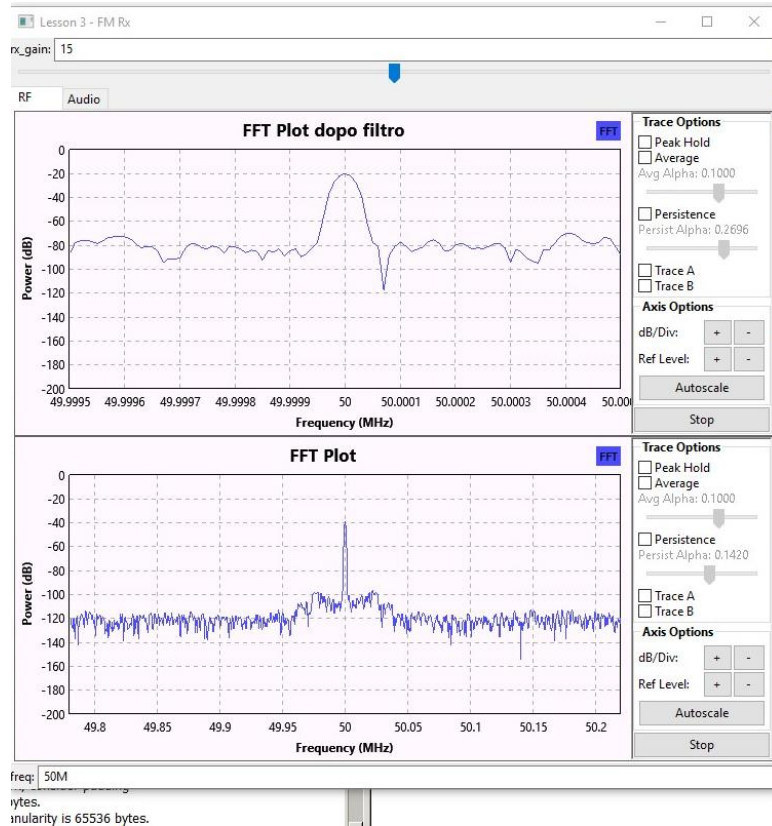 Lesson 3 - FM Rx
rx_gain: 15
RF Audio
FFT Plot dopo filtro
FFT
Power (dB)
0
-20
-40
-60
-80
-100
-120
-140
-160
-180
-200
49.9995 49.9996 49.9997 49.9998 49.9999 50 50.0001 50.0002 50.0003 50.0004 50.00
Frequency (MHz)
Trace Options
Peak Hold
Average
Avg Alpha: 0.1000
Persistence
Persist Alpha: 0.2696
Trace A
Trace B
Axis Options
dB/Div: + -
Ref Level: + -
Autoscale
Stop
FFT Plot
FFT
Power (dB)
0
-20
-40
-60
-80
-100
-120
-140
-160
-180
-200
49.8 49.85 49.9 49.95 50 50.05 50.1 50.15 50.2
Frequency (MHz)
Trace Options
Peak Hold
Average
Avg Alpha: 0.1000
Persistence
Persist Alpha: 0.1420
Trace A
Trace B
Axis Options
dB/Div: + -
Ref Level: + -
Autoscale
Stop
freq: 50M
consider padding
bytes.
anularity is 65536 bytes.